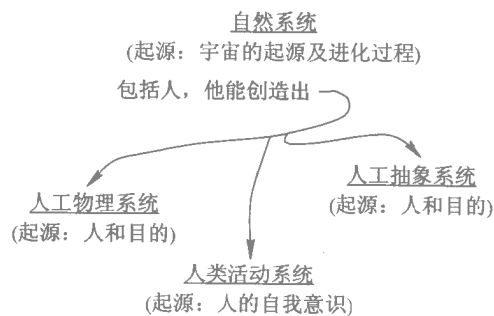 自然系统
(起源：宇宙的起源及进化过程)
包括人，他能创造出
人工物理系统
(起源：人和目的)
人工抽象系统
(起源：人和目的)
人类活动系统
(起源：人的自我意识)